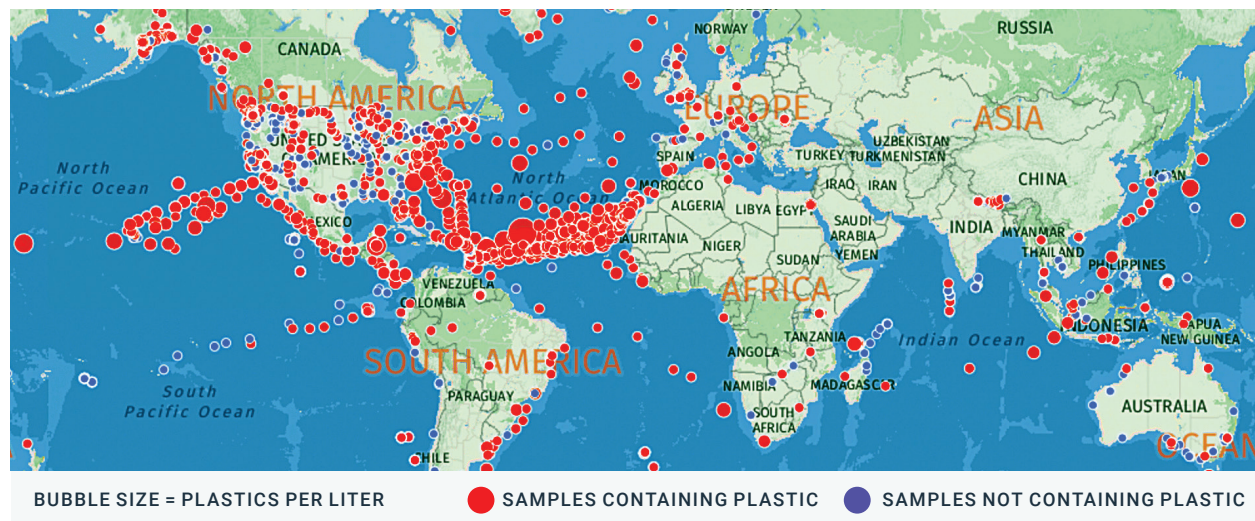 NORWAY
RUSSIA
CANADA
NORTH AMERICA
EUROPE
ASIA
UZBEKISTAN
SPAIN
TURKEY
TURKMENISTAN
North
Pacific Ocean
North
Atlantic Ocean
MOROCCO
IRAQ
IRAN
CHINA
ALGERIA
LIBYA
EGYPT
MEXICO
SAUDI
ARABIA
INDIA
MYANMAR
NIGER
SUDAN
YEMEN
THAILAND
PHILIPPINES
VENEZUELA
COLOMBIA
AFRICA
INDONESIA
PAPUA
NEW GUINEA
TANZANIA
Indian Ocean
SOUTH AMERICA
ANGOLA
NAMIBIA
MADAGASCAR
South
Pacific Ocean
PARAGUAY
SOUTH
AFRICA
AUSTRALIA
BUBBLE SIZE = PLASTICS PER LITER
SAMPLES CONTAINING PLASTIC
SAMPLES NOT CONTAINING PLASTIC